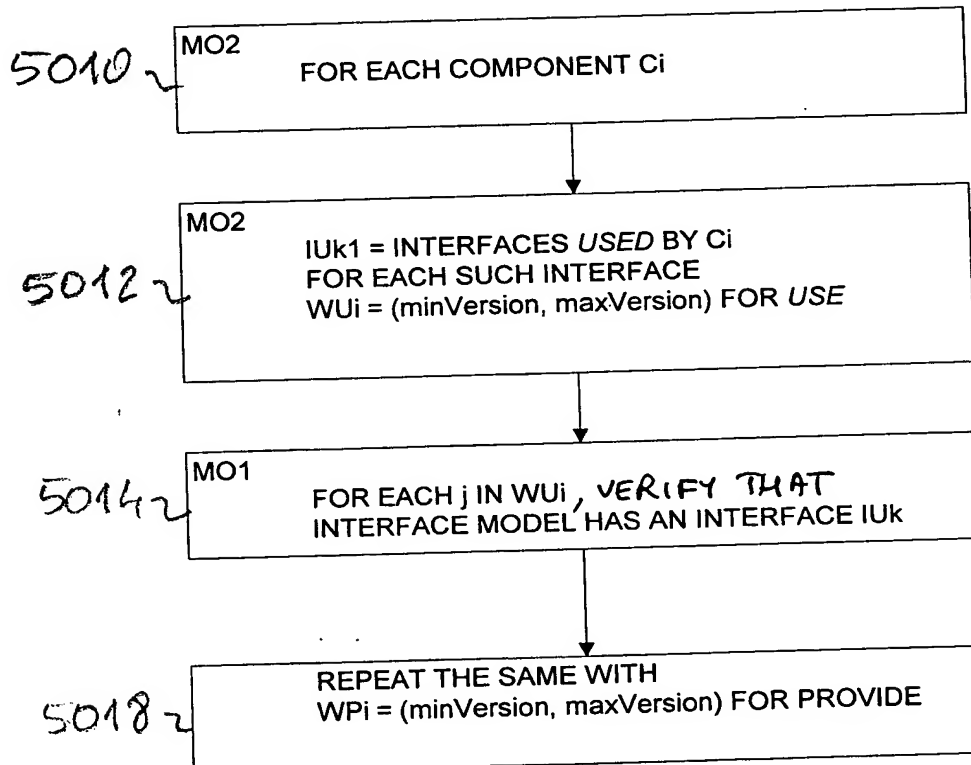 5010
MO2
FOR EACH COMPONENT Ci
5012
MO2
IUk1 = INTERFACES USED BY Ci
FOR EACH SUCH INTERFACE
WUi = (minVersion, maxVersion) FOR USE
5014
MO1
FOR EACH j IN WUi, VERIFY THAT
INTERFACE MODEL HAS AN INTERFACE IUk
5018
REPEAT THE SAME WITH
WPi = (minVersion, maxVersion) FOR PROVIDE